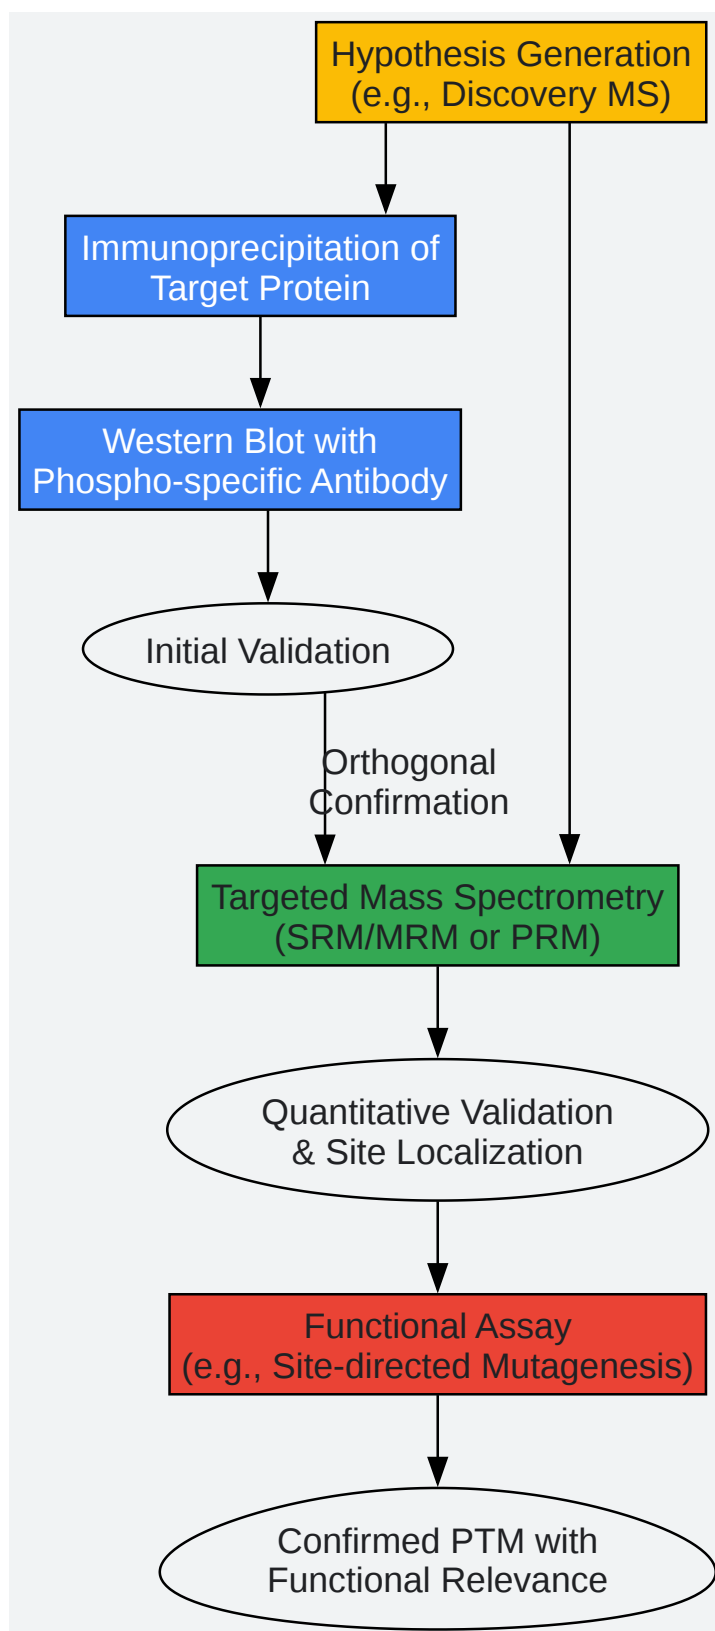 Hypothesis Generation
(e.g., Discovery MS)
Immunoprecipitation of
Target Protein
Western Blot with
Phospho-specific Antibody
Initial Validation
Orthogonal
Confirmation
Targeted Mass Spectrometry
(SRM/MRM or PRM)
Quantitative Validation
& Site Localization
Functional Assay
(e.g., Site-directed Mutagenesis)
Confirmed PTM with
Functional Relevance